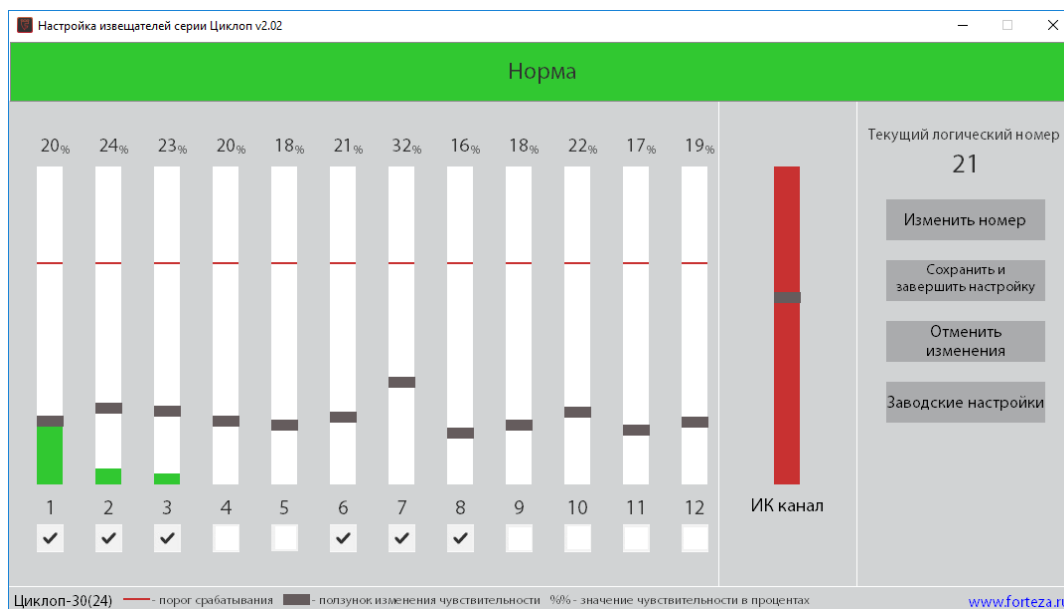 Настройка извещателей серии Циклоп v2.02
Норма
20% 24% 23% 20% 18% 21% 32% 16% 18% 22% 17% 19%
Текущий логический номер
21
Изменить номер
Сохранить и
завершить настройку
Отменить
изменения
Заводские настройки
1 2 3 4 5 6 7 8 9 10 11 12
ИК канал
Циклоп-30(24) - порог срабатывания - ползунок изменения чувствительности %% - значение чувствительности в процентах www.forteza.ru